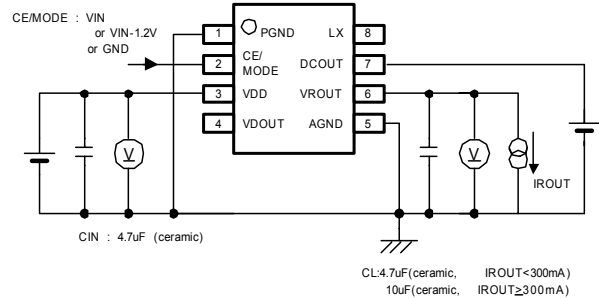 CE/MODE : VIN
or VIN-1.2V
or GND
1 PGND LX 8
2 CE/ MODE DCOUT 7
3 VDD VROUT 6
4 VDOUT AGND 5
V V
IROUT
CIN : 4.7uF (ceramic)
CL:4.7uF(ceramic, IROUT<300mA)
10uF(ceramic, IROUT≥300mA)